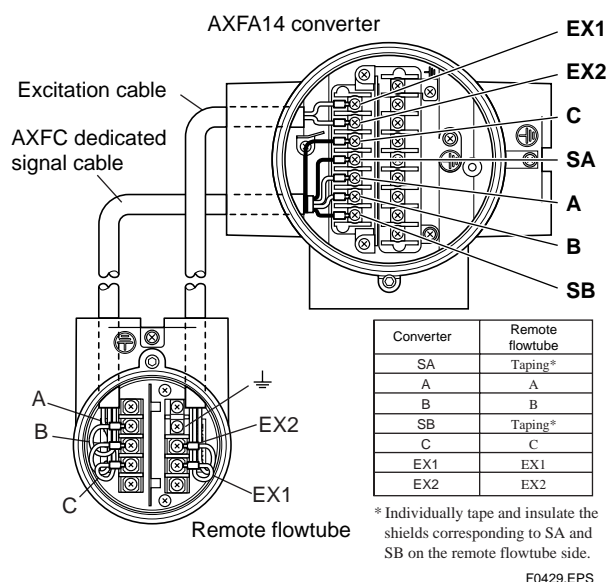 AXFA14 converter
EX1
EX2
C
SA
A
B
SB
Excitation cable
AXFC dedicated
signal cable
A
B
C
EX2
EX1
Remote flowtube
Converter Remote flowtube
SA Taping*
A A
B B
SB Taping*
C C
EX1 EX1
EX2 EX2
* Individually tape and insulate the
shields corresponding to SA and
SB on the remote flowtube side.
F0429.EPS